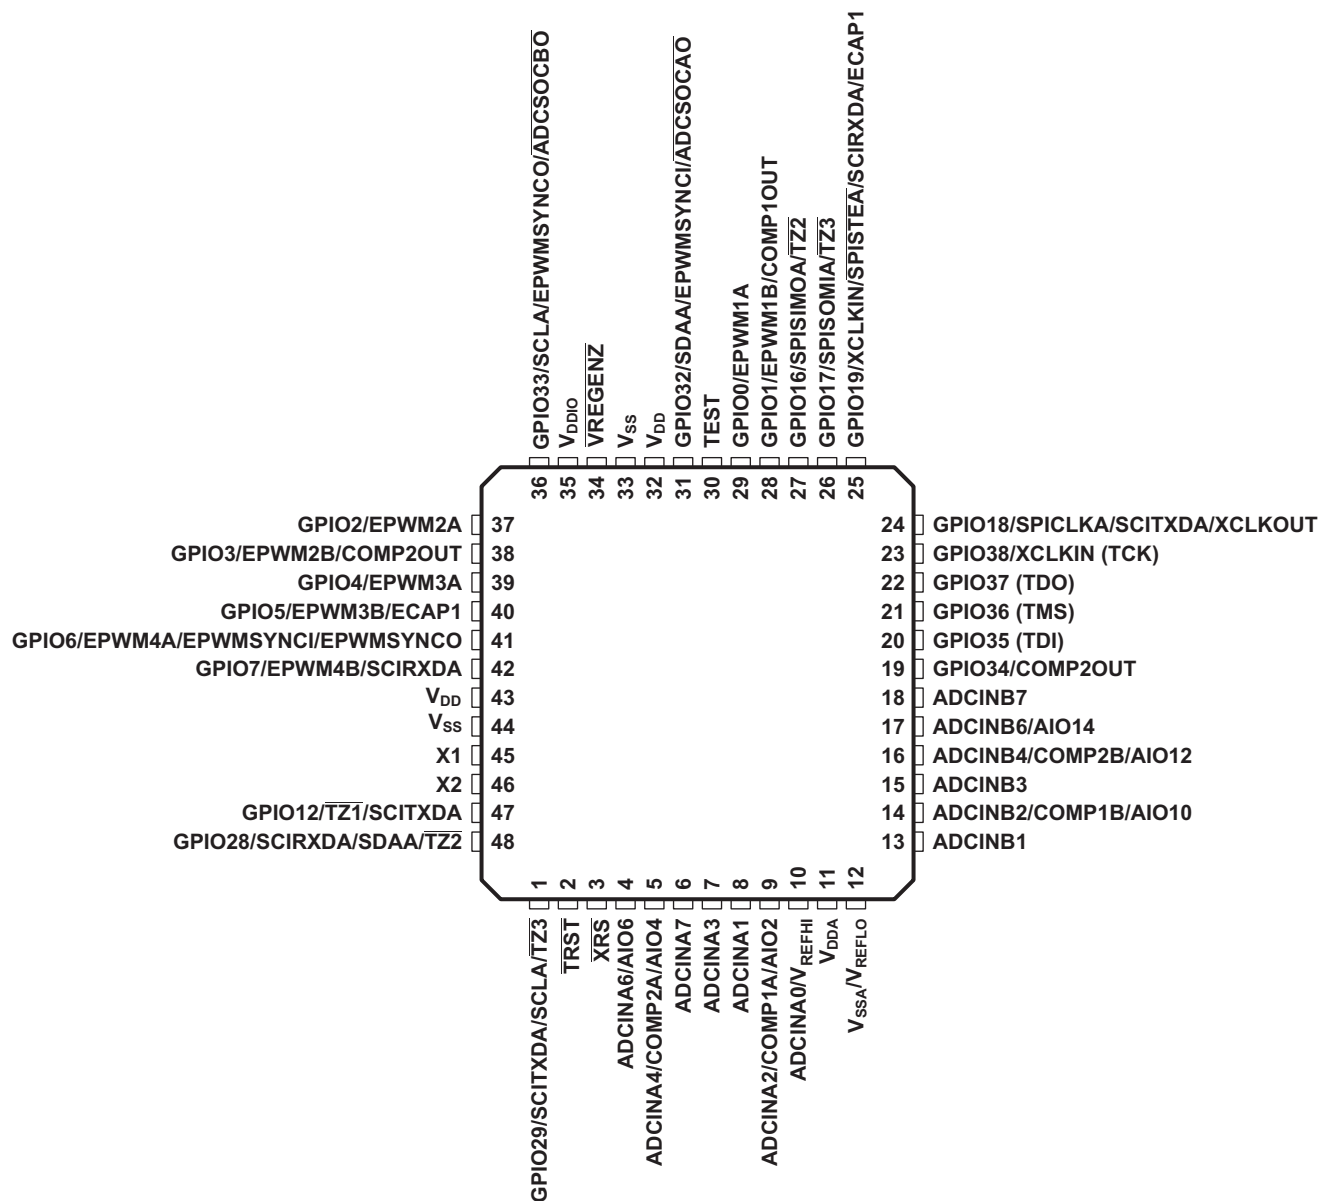 GPIO33/SCLA/EPWMSYNCO/ADCSOCBO
VDDIO
VREGENZ
VSS
VDD
GPIO32/SDAA/EPWMSYNCI/ADCSOCAO
TEST
GPIO0/EPWM1A
GPIO1/EPWM1B/COMP1OUT
GPIO16/SPISIMOA/TZ2
GPIO17/SPISOMIA/TZ3
GPIO19/XCLKIN/SPISTEA/SCIRXDA/ECAP1
36
35
34
33
32
31
30
29
28
27
26
25
GPIO2/EPWM2A 37
GPIO3/EPWM2B/COMP2OUT 38
GPIO4/EPWM3A 39
GPIO5/EPWM3B/ECAP1 40
GPIO6/EPWM4A/EPWMSYNCI/EPWMSYNCO 41
GPIO7/EPWM4B/SCIRXDA 42
VDD 43
VSS 44
X1 45
X2 46
GPIO12/TZ1/SCITXDA 47
GPIO28/SCIRXDA/SDAA/TZ2 48
24 GPIO18/SPICLKA/SCITXDA/XCLKOUT
23 GPIO38/XCLKIN (TCK)
22 GPIO37 (TDO)
21 GPIO36 (TMS)
20 GPIO35 (TDI)
19 GPIO34/COMP2OUT
18 ADCINB7
17 ADCINB6/AIO14
16 ADCINB4/COMP2B/AIO12
15 ADCINB3
14 ADCINB2/COMP1B/AIO10
13 ADCINB1
1
2
3
4
5
6
7
8
9
10
11
12
GPIO29/SCITXDA/SCLA/TZ3
TRST
XRS
ADCINA6/AIO6
ADCINA4/COMP2A/AIO4
ADCINA7
ADCINA3
ADCINA1
ADCINA2/COMP1A/AIO2
ADCINA0/VREFHI
VDDA
VSSA/VREFLO